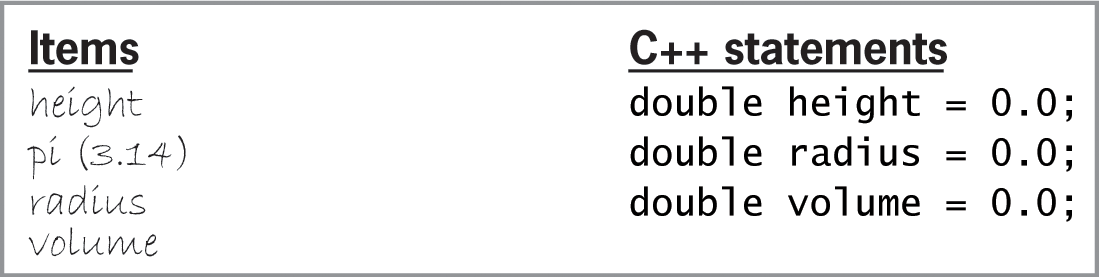 Items
height
pi (3.14)
radius
volume
C++ statements
double height = 0.0;
double radius = 0.0;
double volume = 0.0;